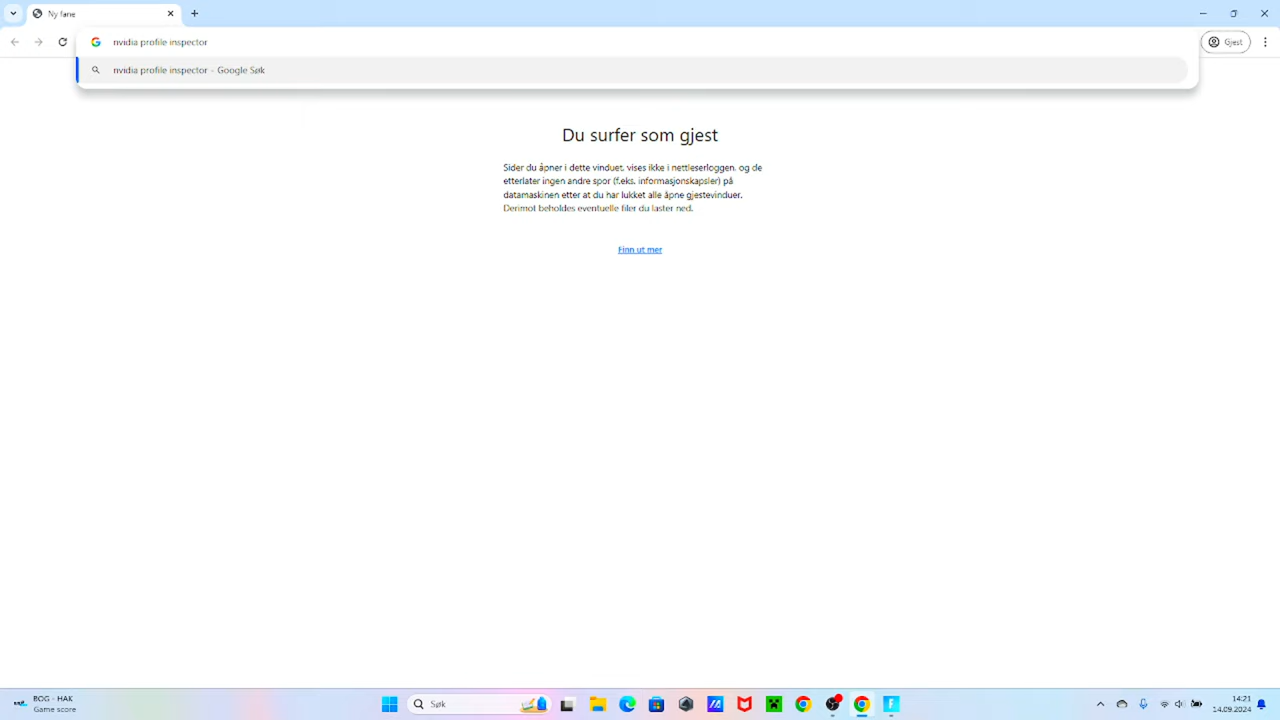 Ny fane
nvidia profile inspector
Gjest
nvidia profile inspector - Google Søk
Du surfer som gjest
Sider du åpner i dette vinduet, vises ikke i nettleserloggen, og de
etterlater ingen andre spor (f.eks. informasjonskapsler) på
datamaskinen etter at du har lukket alle åpne gjestevinduer.
Derimot beholdes eventuelle filer du laster ned.
Finn ut mer
BOG - HAK
Game score
Søk
14:21
14.09.2024